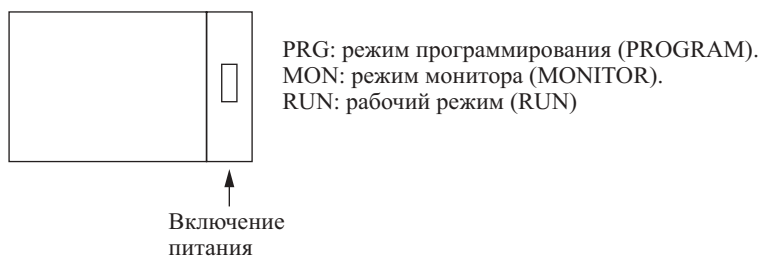 PRG: режим программирования (PROGRAM).
MON: режим монитора (MONITOR).
RUN: рабочий режим (RUN)
Включение
питания